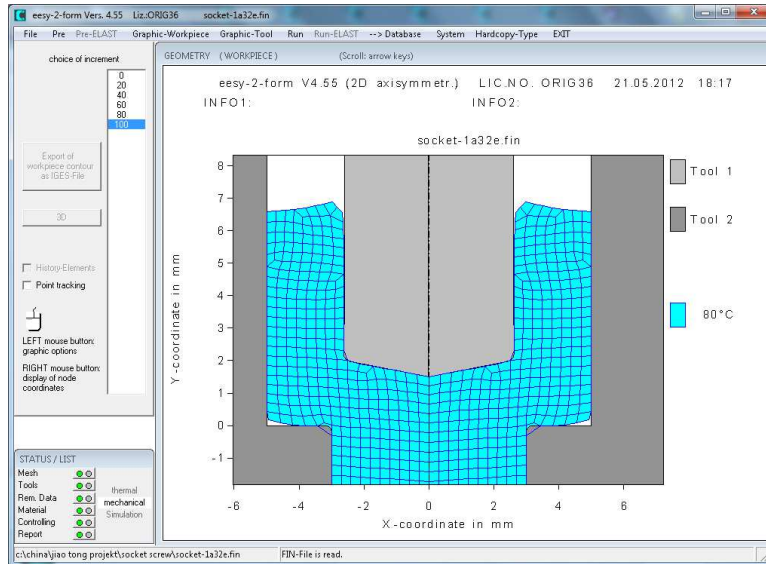 eesy-2-form Vers. 4.55 Liz.:ORIG36 socket-1a32e.fin
File Pre Pre-ELAST Graphic-Workpiece Graphic-Tool Run Run-ELAST --> Database System Hardcopy-Type EXIT
choice of increment
0
20
40
60
80
100
Export of
workpiece contour
as IGES-File
3D
History-Elements
Point tracking
LEFT mouse button:
graphic options
RIGHT mouse button:
display of node
coordinates
STATUS / LIST
Mesh
Tools
Rem. Data
Material
Controlling
Report
thermal
mechanical
Simulation
GEOMETRY (WORKPIECE) (Scroll: arrow keys)
eesy-2-form V4.55 (2D axisymmetr.) LIC.NO. ORIG36 21.05.2012 18:17
INFO1: INFO2:
socket-1a32e.fin
Y-coordinate in mm
8
7
6
5
4
3
2
1
0
-1
-6 -4 -2 0 2 4 6
X-coordinate in mm
Tool 1
Tool 2
80°C
c:\china\jiao tong projekt\socket screw\socket-1a32e.fin FIN-File is read.